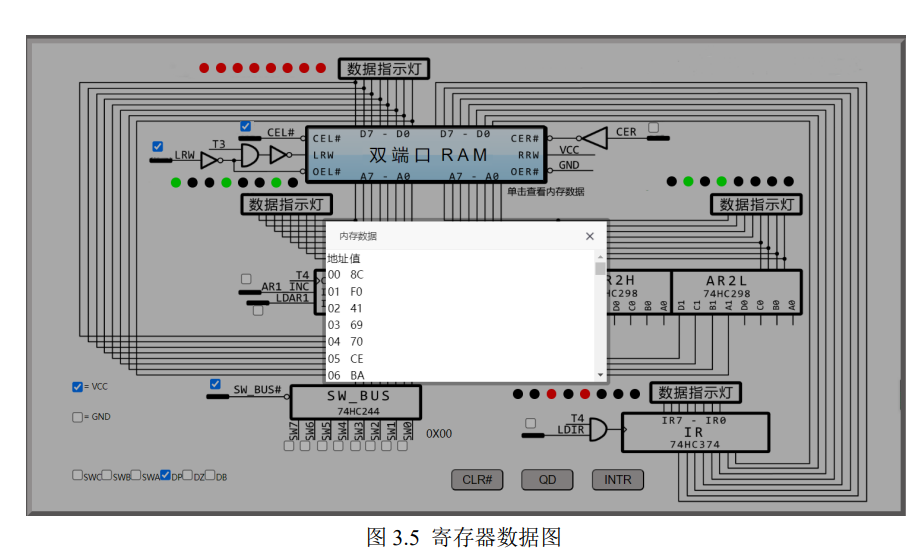 数据指示灯
T3
CEL#
LRW
CEL# D7 - D0 D7 - D0 CER#
LRW 双端口 RAM RRW
OEL# A7 - A0 A7 - A0 OER#
CER
VCC
GND
单击查看内存数据
数据指示灯
数据指示灯
内存数据 ×
地址值
00 8C
01 F0
02 41
03 69
04 70
05 CE
06 BA
T4
AR1_INC
LDAR1
R2H
HC298
D0 C0 B0 A0
AR2L
74HC298
D1 C1 B1 A1 D0 C0 B0 A0
= VCC
= GND
SW_BUS#
SW_BUS
74HC244
SW7 SW6 SW5 SW4 SW3 SW2 SW1 SW0
0X00
数据指示灯
T4
LDIR
IR7 - IR0
IR
74HC374
SWC SWB SWA DP DZ DB
CLR# QD INTR
图 3.5 寄存器数据图